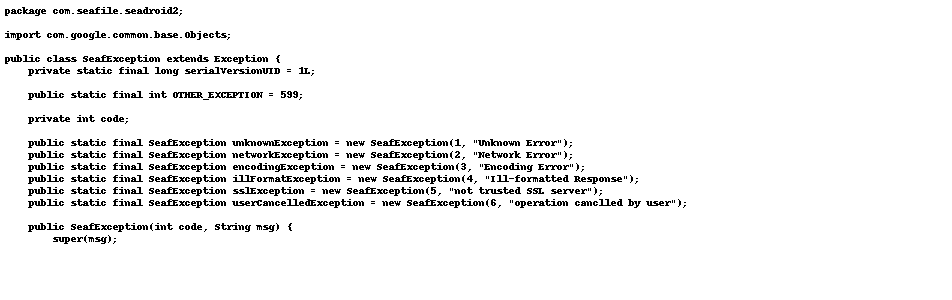 package com.seafile.seadroid2;

import com.google.common.base.Objects;

public class SeafException extends Exception {
    private static final long serialVersionUID = 1L;

    public static final int OTHER_EXCEPTION = 599;

    private int code;

    public static final SeafException unknownException = new SeafException(1, "Unknown Error");
    public static final SeafException networkException = new SeafException(2, "Network Error");
    public static final SeafException encodingException = new SeafException(3, "Encoding Error");
    public static final SeafException illFormatException = new SeafException(4, "Ill-formatted Response");
    public static final SeafException sslException = new SeafException(5, "not trusted SSL server");
    public static final SeafException userCancelledException = new SeafException(6, "operation canclled by user");

    public SeafException(int code, String msg) {
        super(msg);